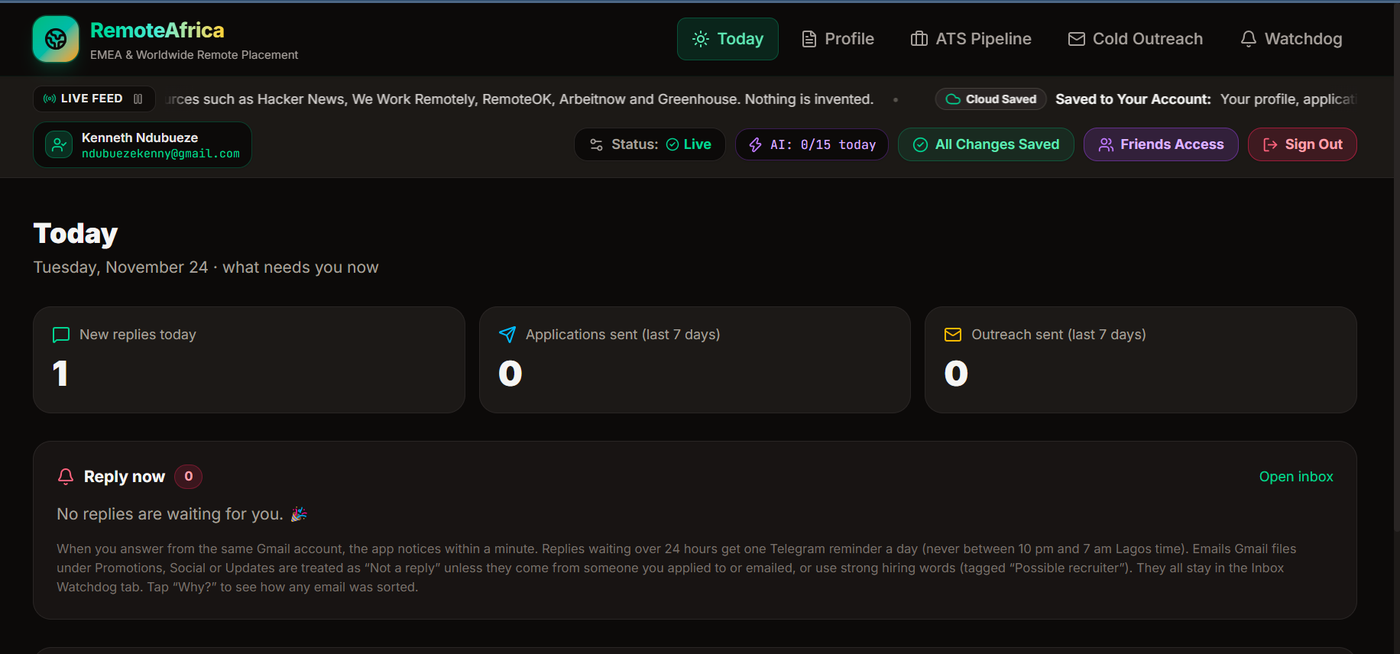 RemoteAfrica
EMEA & Worldwide Remote Placement
Today
Profile
ATS Pipeline
Cold Outreach
Watchdog
LIVE FEED
such as Hacker News, We Work Remotely, RemoteOK, Arbeitnow and Greenhouse. Nothing is invented.
•
Cloud Saved
Saved to Your Account: Your profile,
Kenneth Ndubueze
ndubuezekenny@gmail.com
Status: Live
AI: 0/15 today
All Changes Saved
Friends Access
Sign Out
Today
Tuesday, November 24 · what needs you now
New replies today
1
Applications sent (last 7 days)
0
Outreach sent (last 7 days)
0
Reply now 0
Open inbox
No replies are waiting for you. 🎉
When you answer from the same Gmail account, the app notices within a minute. Replies waiting over 24 hours get one Telegram reminder a day (never between 10 pm and 7 am Lagos time). Emails Gmail files
under Promotions, Social or Updates are treated as “Not a reply” unless they come from someone you applied to or emailed, or use strong hiring words (tagged “Possible recruiter”). They all stay in the Inbox
Watchdog tab. Tap “Why?” to see how any email was sorted.